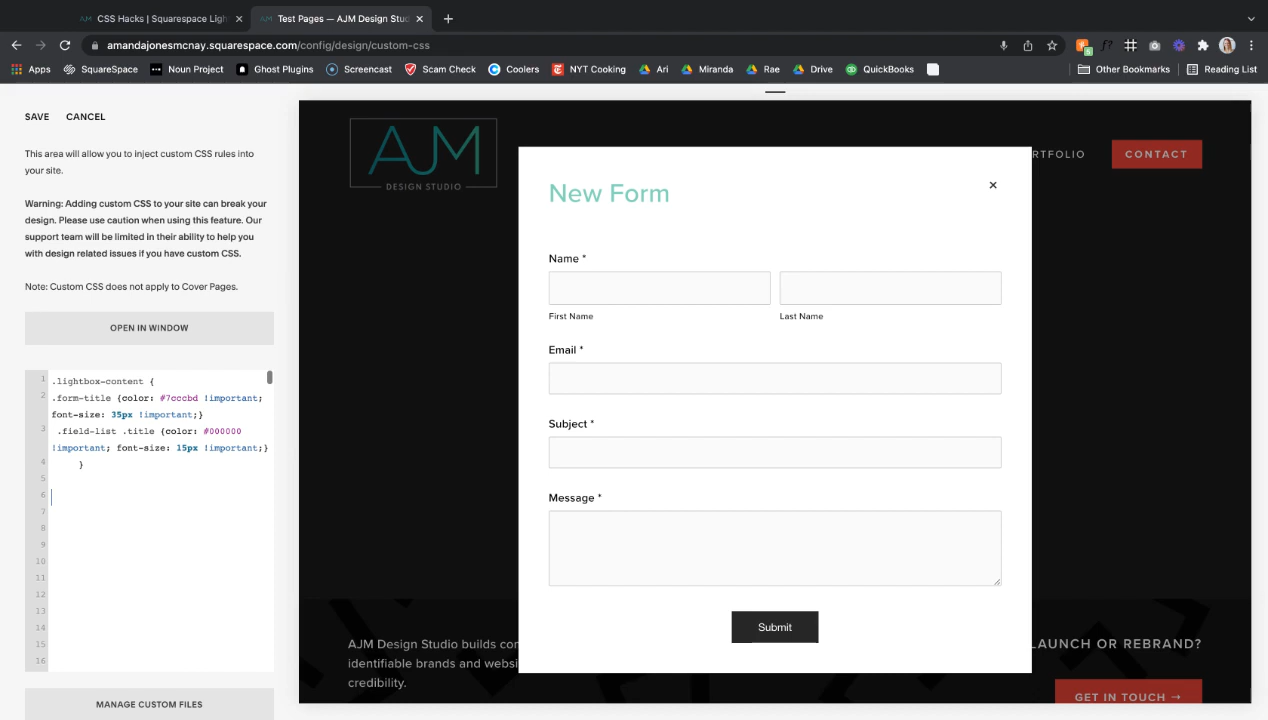 CSS Hacks | Squarespace Ligh
Test Pages — AJM Design Stud
amandajonesmcnay.squarespace.com/config/design/custom-css
Apps SquareSpace Noun Project Ghost Plugins Screencast Scam Check Coolers NYT Cooking Ari Miranda Rae Drive QuickBooks Other Bookmarks Reading List
SAVE CANCEL
This area will allow you to inject custom CSS rules into
your site.
Warning: Adding custom CSS to your site can break your
design. Please use caution when using this feature. Our
support team will be limited in their ability to help you
with design related issues if you have custom CSS.
Note: Custom CSS does not apply to Cover Pages.
OPEN IN WINDOW
1 .lightbox-content {
2 .form-title {color: #7cccbd !important;
font-size: 35px !important;}
3 .field-list .title {color: #000000
!important; font-size: 15px !important;}
4 }
5
6
7
8
9
10
11
12
13
14
15
16
MANAGE CUSTOM FILES
AJM
DESIGN STUDIO
RTFOLIO
CONTACT
New Form
×
Name *
First Name Last Name
Email *
Subject *
Message *
Submit
AJM Design Studio builds con
identifiable brands and websi
credibility.
LAUNCH OR REBRAND?
GET IN TOUCH →